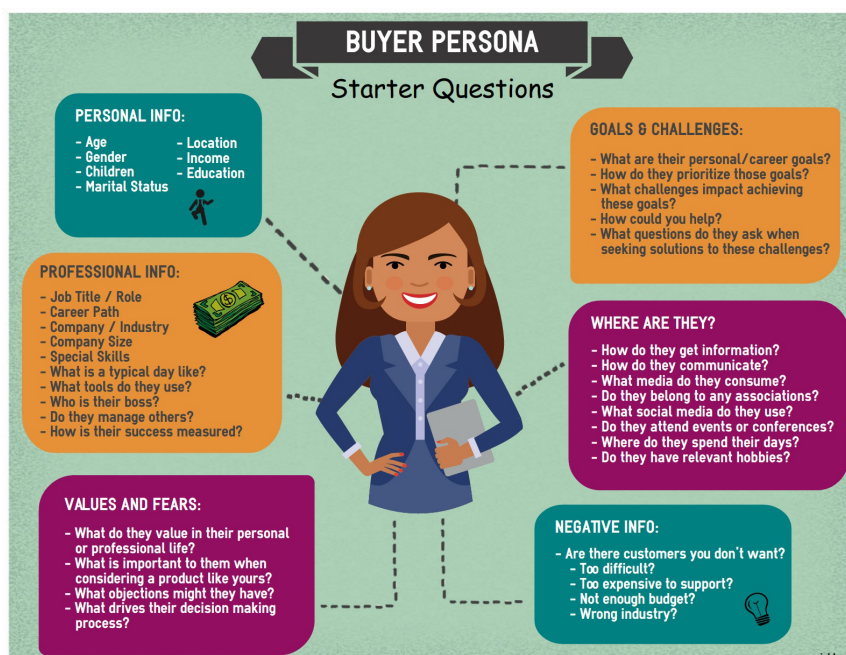 BUYER PERSONA
Starter Questions
PERSONAL INFO:
- Age
- Gender
- Children
- Marital Status
- Location
- Income
- Education
PROFESSIONAL INFO:
- Job Title / Role
- Career Path
- Company / Industry
- Company Size
- Special Skills
- What is a typical day like?
- What tools do they use?
- Who is their boss?
- Do they manage others?
- How is their success measured?
VALUES AND FEARS:
- What do they value in their personal
or professional life?
- What is important to them when
considering a product like yours?
- What objections might they have?
- What drives their decision making
process?
GOALS & CHALLENGES:
- What are their personal/career goals?
- How do they prioritize those goals?
- What challenges impact achieving
these goals?
- How could you help?
- What questions do they ask when
seeking solutions to these challenges?
WHERE ARE THEY?
- How do they get information?
- How do they communicate?
- What media do they consume?
- Do they belong to any associations?
- What social media do they use?
- Do they attend events or conferences?
- Where do they spend their days?
- Do they have relevant hobbies?
NEGATIVE INFO:
- Are there customers you don't want?
- Too difficult?
- Too expensive to support?
- Not enough budget?
- Wrong industry?